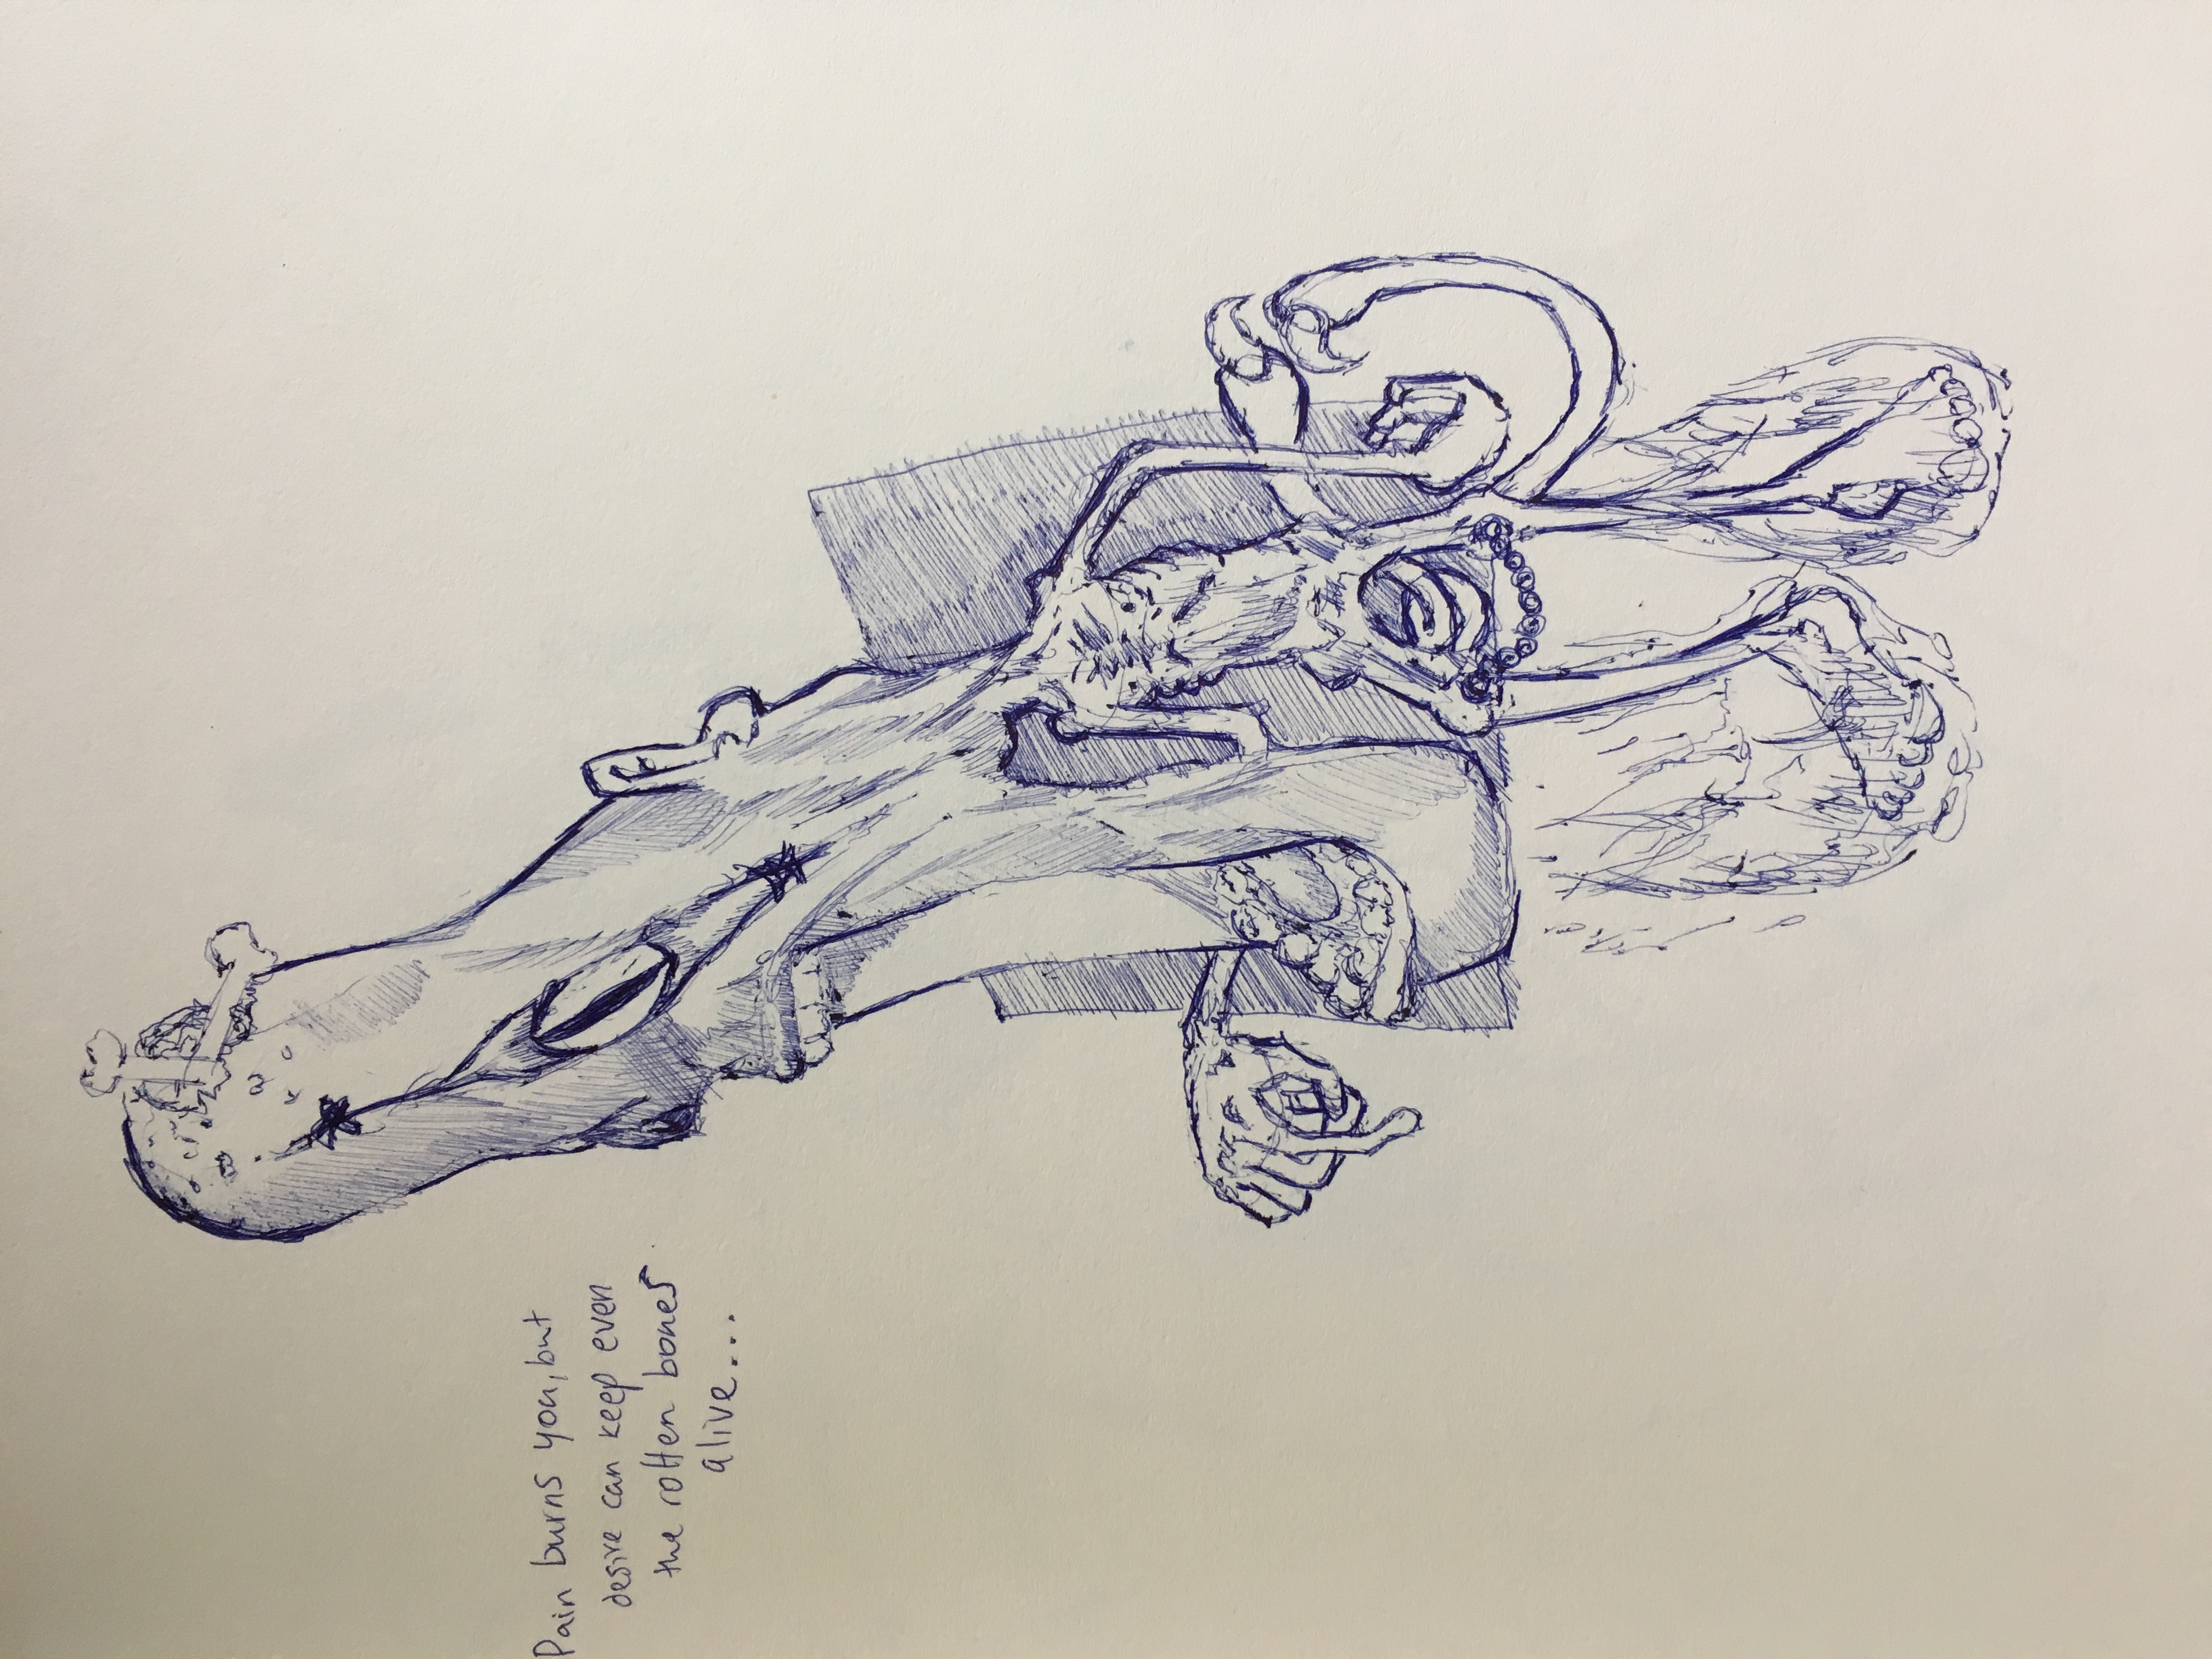 Pain burns you, but
desire can keep even
the rotten bones
alive...